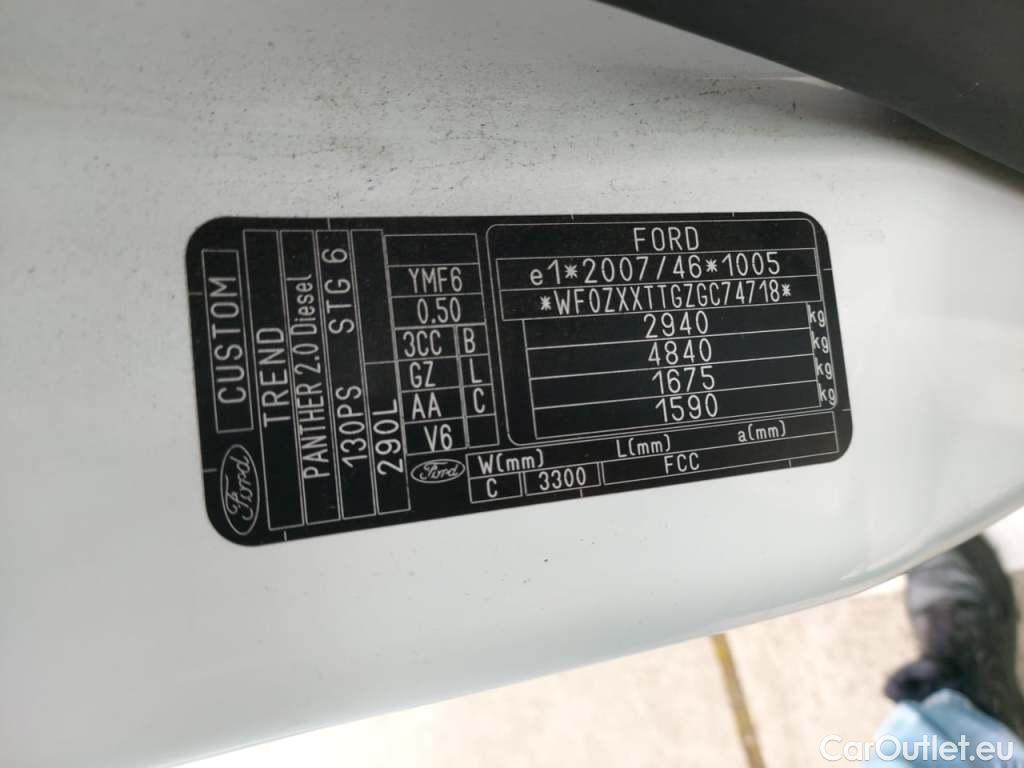 FORD
e1*2007/46*1005
*WF0ZXXTTGZGC74718*
2940 kg
4840 kg
1675 kg
1590 kg
W(mm) L(mm) a(mm)
C 3300 FCC
YMF6
0.50
3CC B
GZ L
AA C
V6
Ford
CUSTOM
TREND
PANTHER 2.0 Diesel
130PS STG 6
290L
Ford
CarOutlet.eu